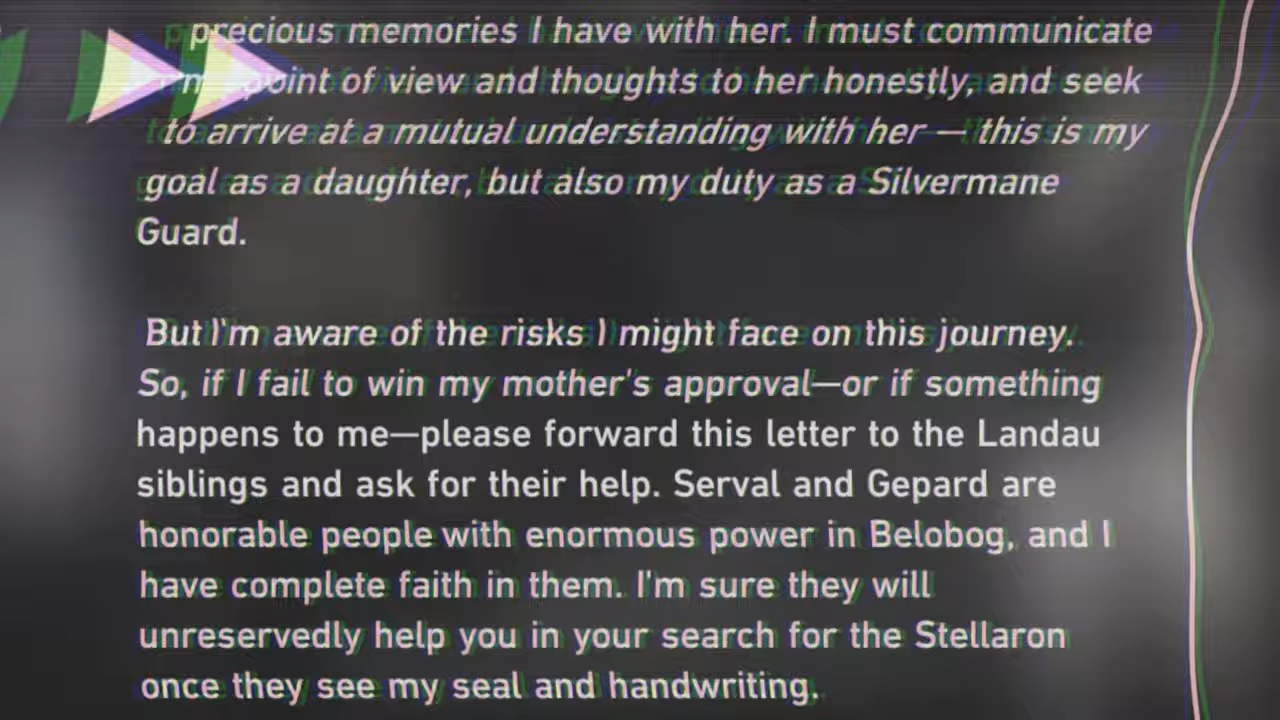 precious memories I have with her. I must communicate
my point of view and thoughts to her honestly, and seek
to arrive at a mutual understanding with her — this is my
goal as a daughter, but also my duty as a Silvermane
Guard.
But I'm aware of the risks I might face on this journey.
So, if I fail to win my mother's approval—or if something
happens to me—please forward this letter to the Landau
siblings and ask for their help. Serval and Gepard are
honorable people with enormous power in Belobog, and I
have complete faith in them. I'm sure they will
unreservedly help you in your search for the Stellaron
once they see my seal and handwriting.